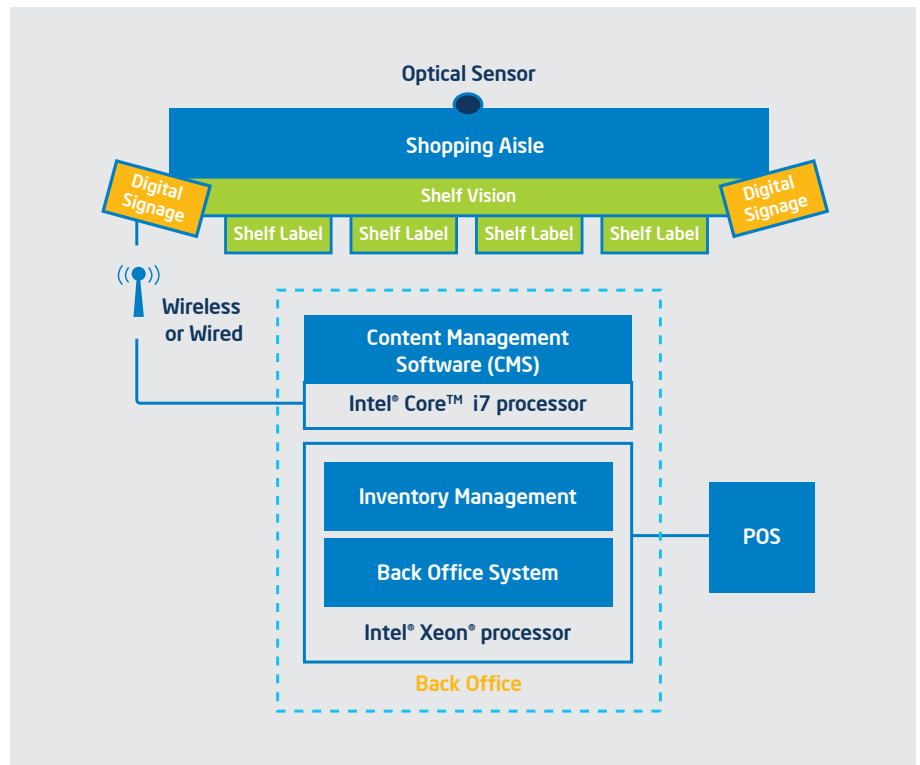 Optical Sensor
Shopping Aisle
Digital
Signage
Shelf Vision
Digital
Signage
Shelf Label
Shelf Label
Shelf Label
Shelf Label
Wireless
or Wired
Content Management
Software (CMS)
Intel® Core™ i7 processor
Inventory Management
Back Office System
Intel® Xeon® processor
POS
Back Office